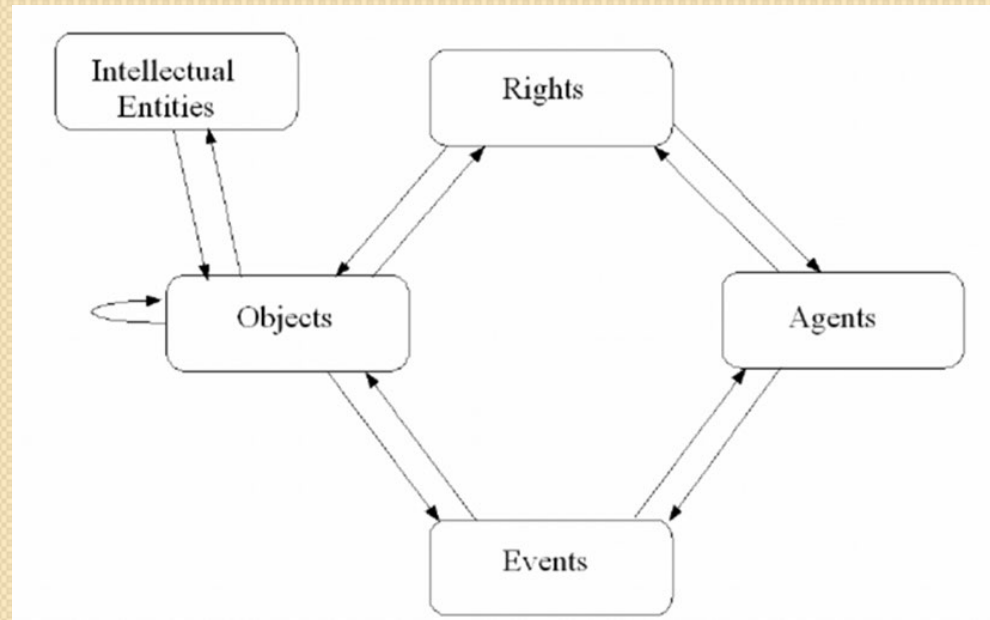 Intellectual
Entities
Rights
Objects
Agents
Events